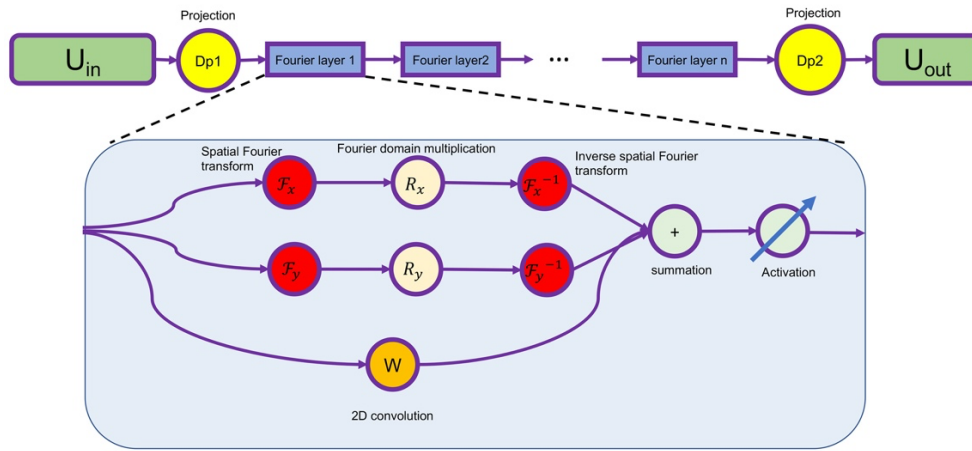 Projection
Projection
U_in
Dp1
Fourier layer 1
Fourier layer2
...
Fourier layer n
Dp2
U_out
Spatial Fourier
transform
Fourier domain multiplication
Inverse spatial Fourier
transform
ℱ_x
R_x
ℱ_x⁻¹
+
summation
Activation
ℱ_y
R_y
ℱ_y⁻¹
W
2D convolution